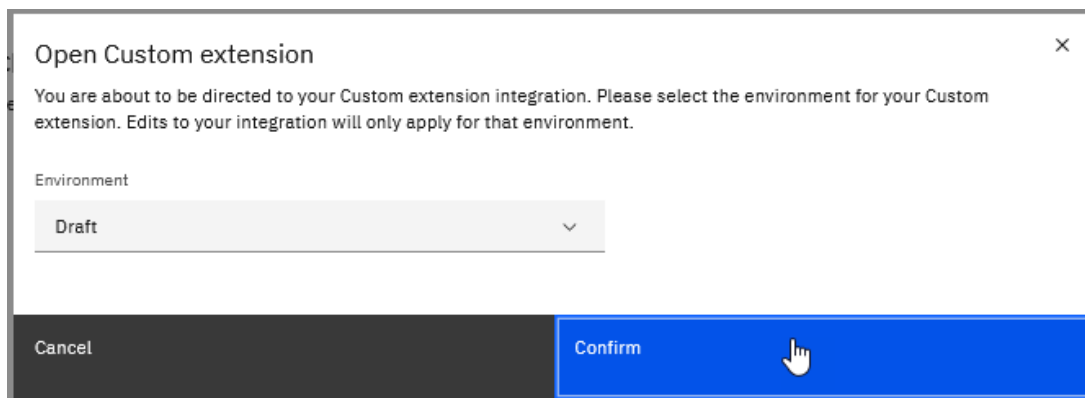 Open Custom extension
You are about to be directed to your Custom extension integration. Please select the environment for your Custom
extension. Edits to your integration will only apply for that environment.
Environment
Draft
Cancel
Confirm